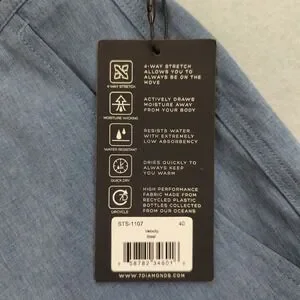 4-WAY STRETCH
ALLOWS YOU TO
ALWAYS BE ON THE
MOVE
4-WAY STRETCH
ACTIVELY DRAWS
MOISTURE AWAY
FROM YOUR BODY
MOISTURE WICKING
RESISTS WATER
WITH EXTREMELY
LOW ABSORBENCY
WATER RESISTANT
DRIES QUICKLY TO
ALWAYS KEEP
YOU WARM
QUICK DRY
HIGH PERFORMANCE
FABRIC MADE FROM
RECYCLED PLASTIC
BOTTLES COLLECTED
FROM OUR OCEANS
UPCYCLE
STS-1107 40
Velocity
Steel
WWW.7DIAMONDS.COM